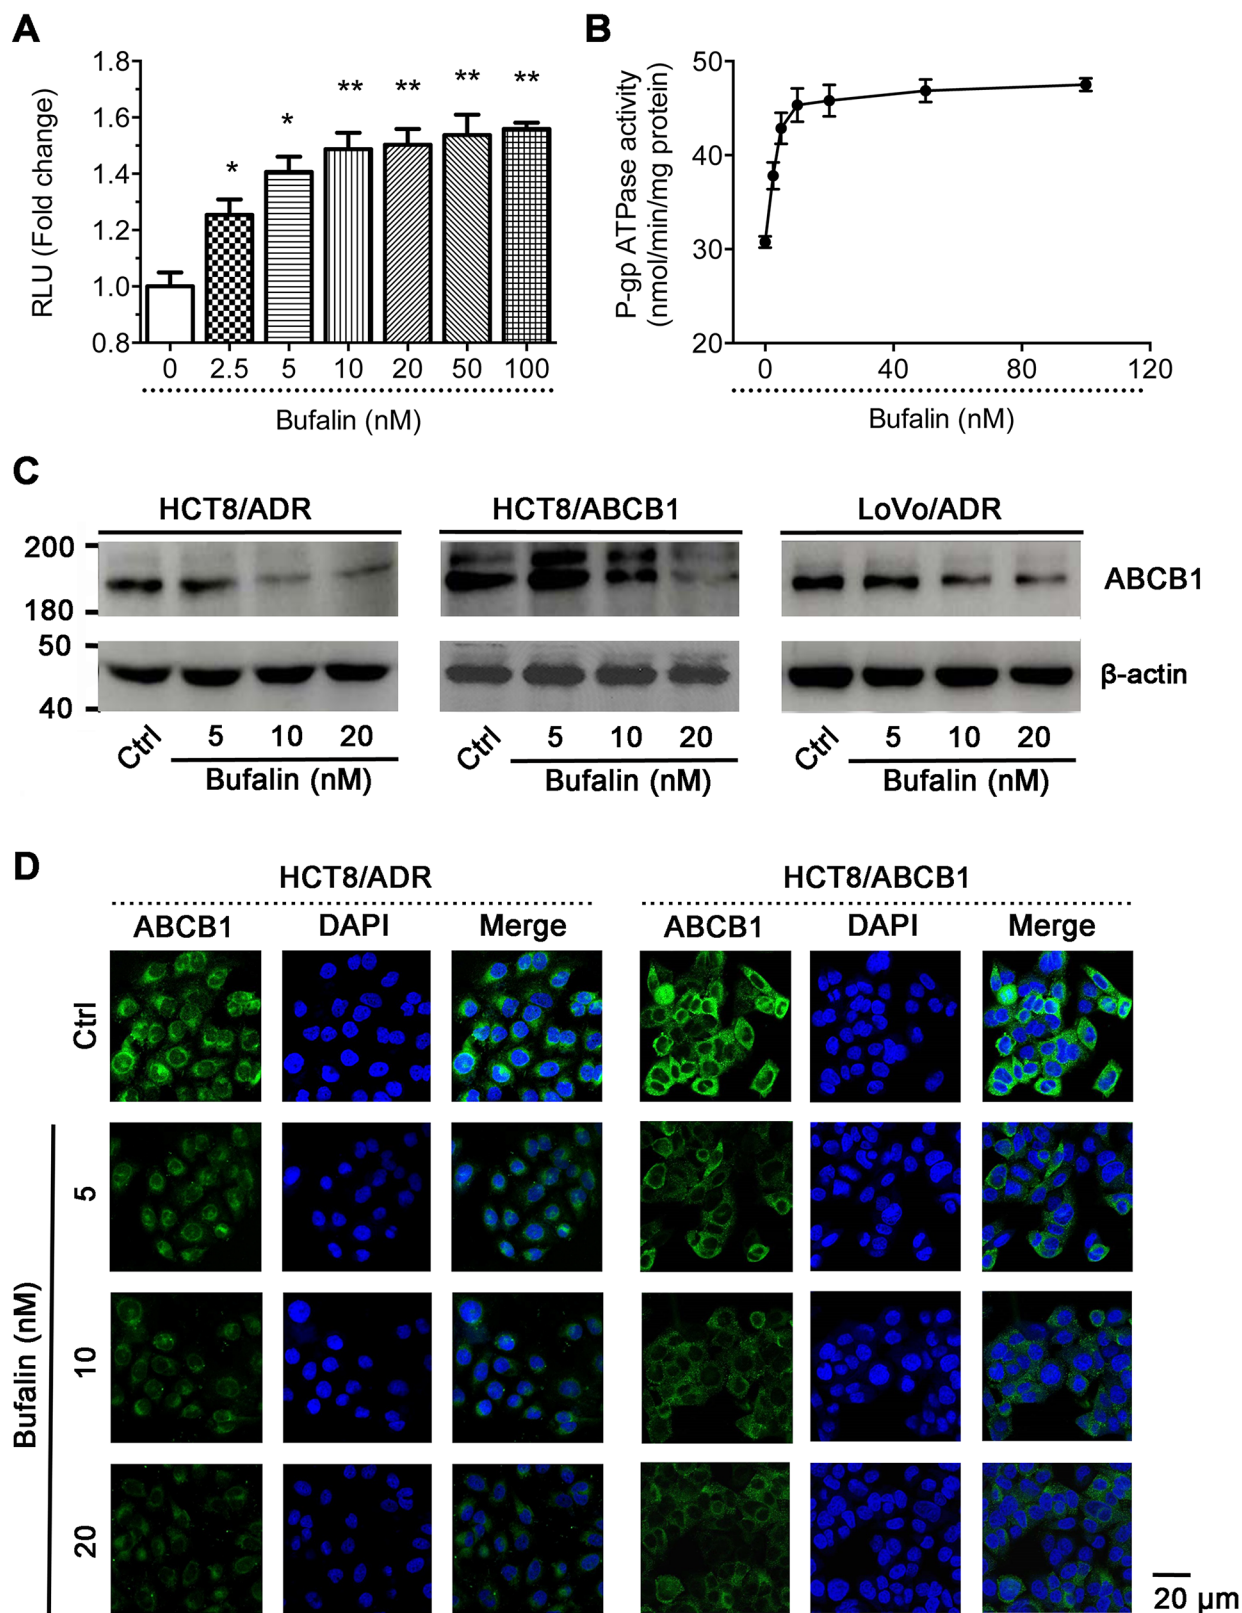 A
RLU (Fold change)
1.8
1.6
1.4
1.2
1.0
0.8
* * ** ** ** **
0 2.5 5 10 20 50 100
Bufalin (nM)
B
P-gp ATPase activity
(nmol/min/mg protein)
50
40
30
20
0 40 80 120
Bufalin (nM)
C
HCT8/ADR HCT8/ABCB1 LoVo/ADR
200
180
ABCB1
50
40
β-actin
Ctrl 5 10 20 Ctrl 5 10 20 Ctrl 5 10 20
Bufalin (nM) Bufalin (nM) Bufalin (nM)
D
HCT8/ADR HCT8/ABCB1
ABCB1 DAPI Merge ABCB1 DAPI Merge
Ctrl
Bufalin (nM)
5
10
20
20 μm